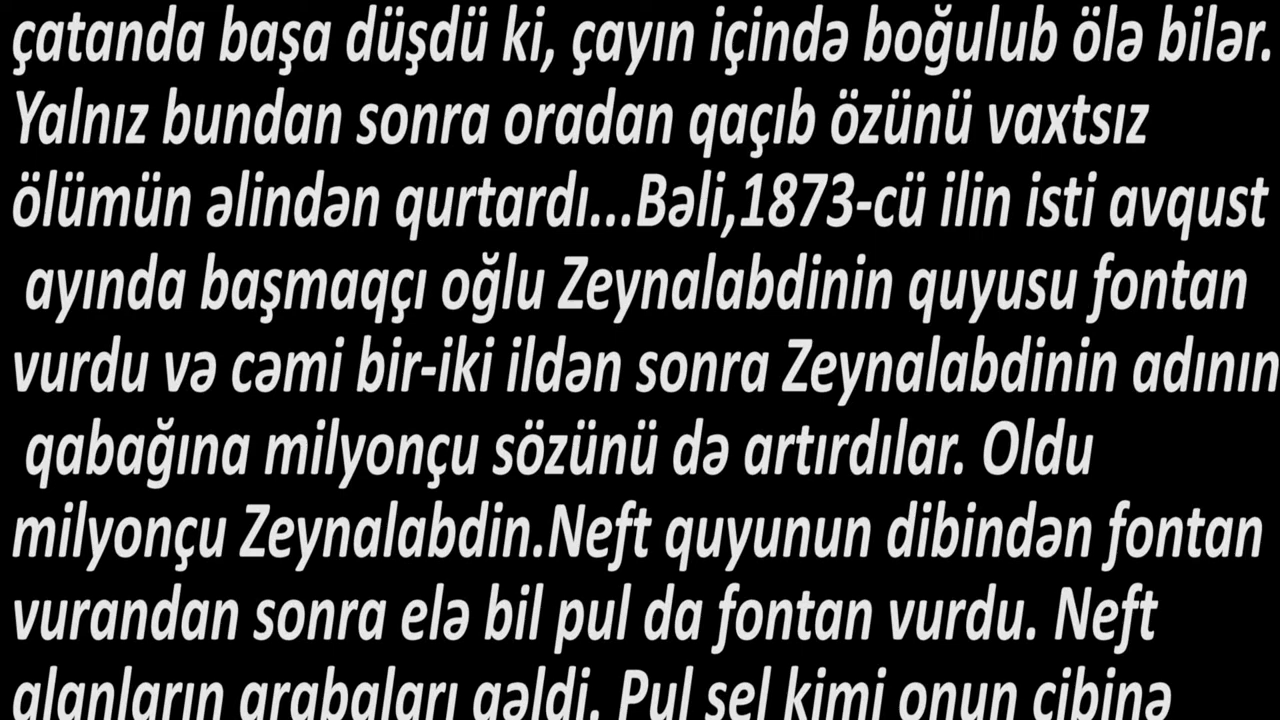 çatanda başa düşdü ki, çayın içində boğulub ölə bilər.
Yalnız bundan sonra oradan qaçıb özünü vaxtsız
ölümün əlindən qurtardı...Bəli,1873-cü ilin isti avqust
ayında başmaqçı oğlu Zeynalabdinin quyusu fontan
vurdu və cəmi bir-iki ildən sonra Zeynalabdinin adının
qabağına milyonçu sözünü də artırdılar. Oldu
milyonçu Zeynalabdin.Neft quyunun dibindən fontan
vurandan sonra elə bil pul da fontan vurdu. Neft
alanların arabaları gəldi. Pul sel kimi onun cibinə